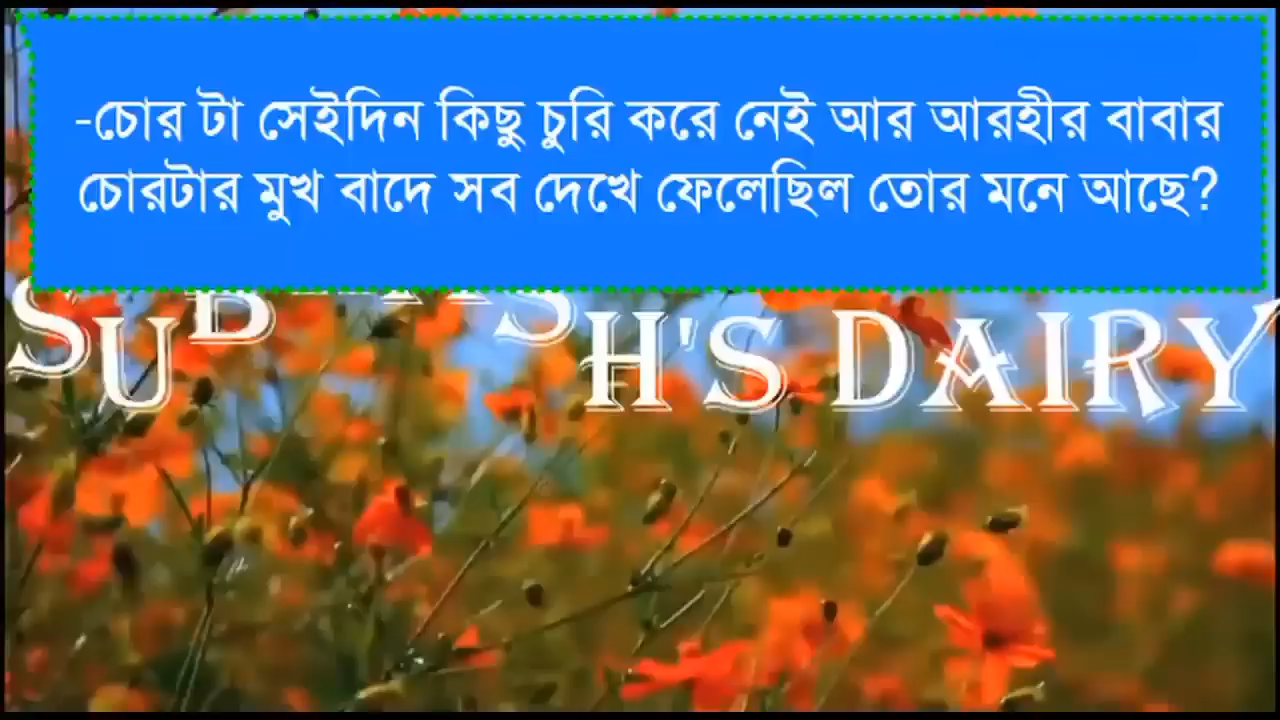 -চোর টা সেইদিন কিছু চুরি করে নেই আর আরহীর বাবার
চোরটার মুখ বাদে সব দেখে ফেলেছিল তোর মনে আছে?
H'S DAIRY